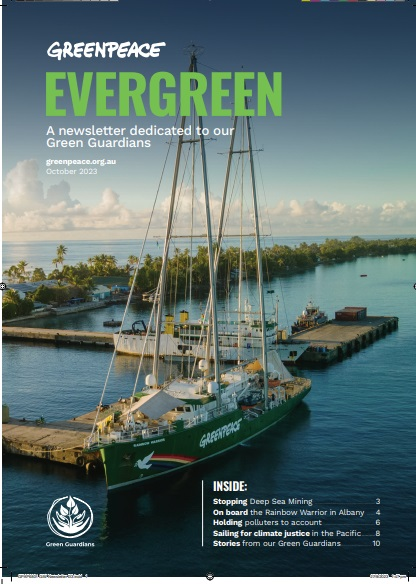 GREENPEACE
EVERGREEN
A newsletter dedicated to our
Green Guardians
greenpeace.org.au
October 2023
RAINBOW WARRIOR
GREENPEACE
INSIDE:
Stopping Deep Sea Mining 3
On board the Rainbow Warrior in Albany 4
Holding polluters to account 6
Sailing for climate justice in the Pacific 8
Stories from our Green Guardians 10
Green Guardians